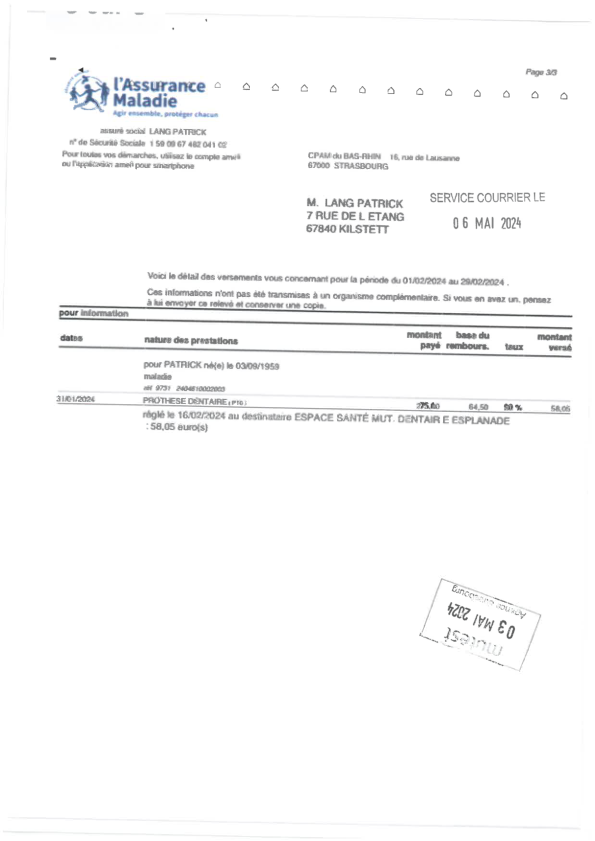 Page 3/3
l'Assurance
Maladie
Agir ensemble, protéger chacun
assuré social LANG PATRICK
n° de Sécurité Sociale 1 59 09 67 482 041 02
Pour toutes vos démarches, utilisez le compte ameli
ou l'application ameli pour smartphone
CPAM du BAS-RHIN 16, rue de Lausanne
67000 STRASBOURG
M. LANG PATRICK
7 RUE DE L ETANG
67840 KILSTETT
SERVICE COURRIER LE
06 MAI 2024
Voici le détail des versements vous concernant pour la période du 01/02/2024 au 29/02/2024 .
Ces informations n'ont pas été transmises à un organisme complémentaire. Si vous en avez un, pensez
à lui envoyer ce relevé et conserver une copie.
pour information
dates nature des prestations montant payé base du rembours. taux montant versé
pour PATRICK né(e) le 03/09/1959
maladie
réf 9751 2404810002003
31/01/2024 PROTHESE DENTAIRE (PT0) 275,60 64,50 % 58,05
réglé le 16/02/2024 au destinataire ESPACE SANTÉ MUT. DENTAIR E ESPLANADE
: 58,05 euro(s)
mutest
03 MAI 2024
Agence Strasbourg